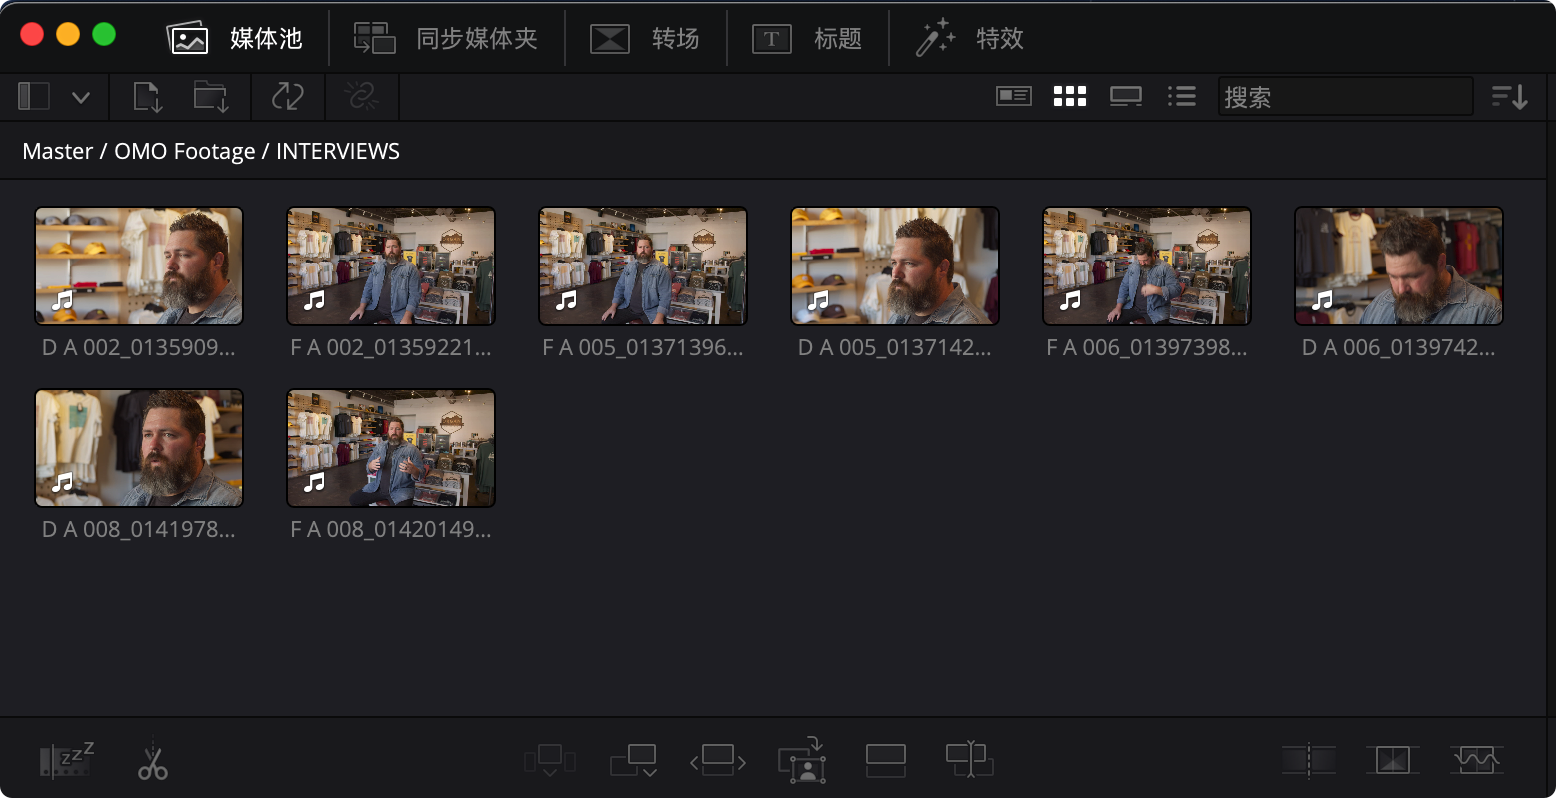 媒体池
同步媒体夹
转场
T
标题
特效
搜索
Master / OMO Footage / INTERVIEWS
D A 002_0135909...
F A 002_01359221...
F A 005_01371396...
D A 005_0137142...
F A 006_01397398...
D A 006_0139742...
D A 008_0141978...
F A 008_01420149...
zzZ